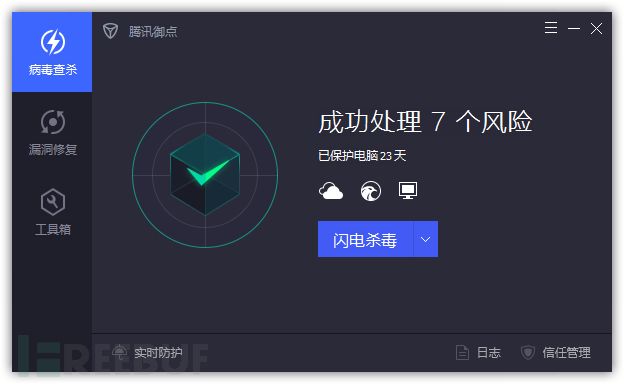 腾讯御点
病毒查杀
漏洞修复
工具箱
成功处理 7 个风险
已保护电脑 23 天
闪电杀毒
实时防护
日志
信任管理
REEBUF